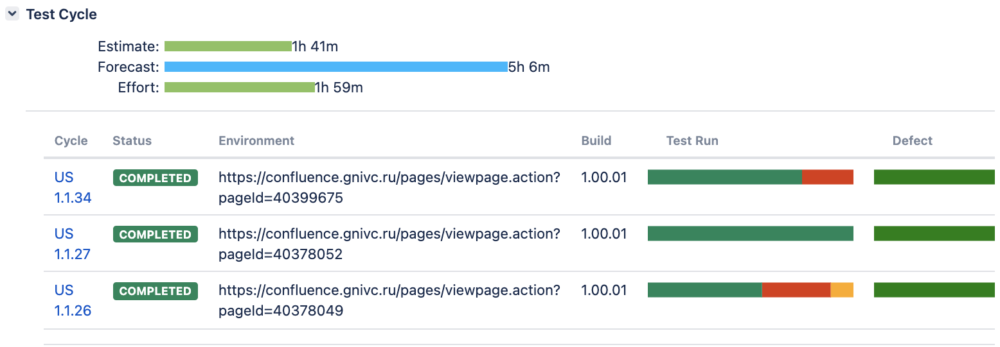 Test Cycle
Estimate: 1h 41m
Forecast: 5h 6m
Effort: 1h 59m
Cycle Status Environment Build Test Run Defect
US COMPLETED https://confluence.gnivc.ru/pages/viewpage.action? 1.00.01
1.1.34 pageId=40399675
US COMPLETED https://confluence.gnivc.ru/pages/viewpage.action? 1.00.01
1.1.27 pageId=40378052
US COMPLETED https://confluence.gnivc.ru/pages/viewpage.action? 1.00.01
1.1.26 pageId=40378049